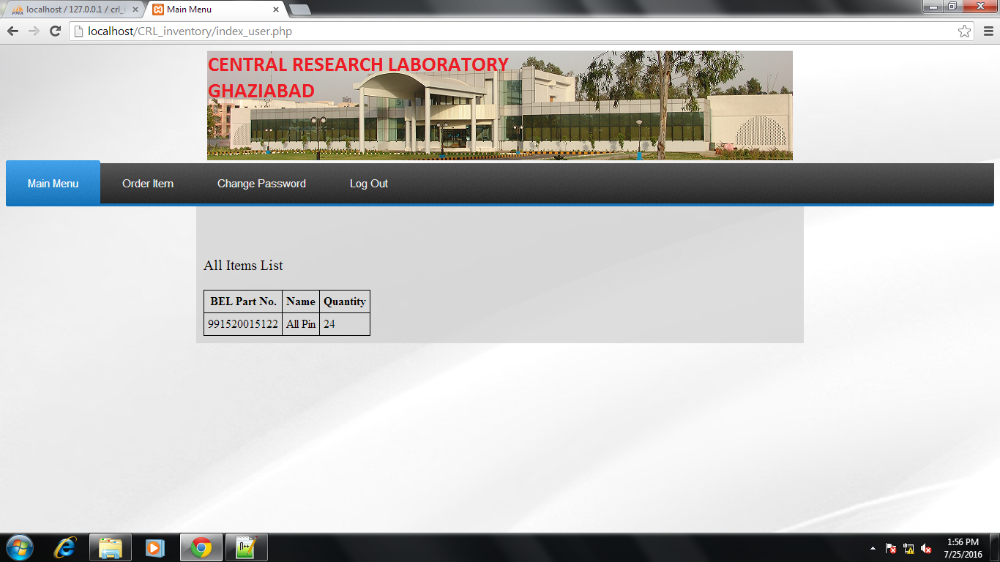 localhost / 127.0.0.1 / crl_i
Main Menu
localhost/CRL_inventory/index_user.php
CENTRAL RESEARCH LABORATORY
GHAZIABAD
Main Menu Order Item Change Password Log Out
All Items List
BEL Part No. Name Quantity
991520015122 All Pin 24
1:56 PM
7/25/2016